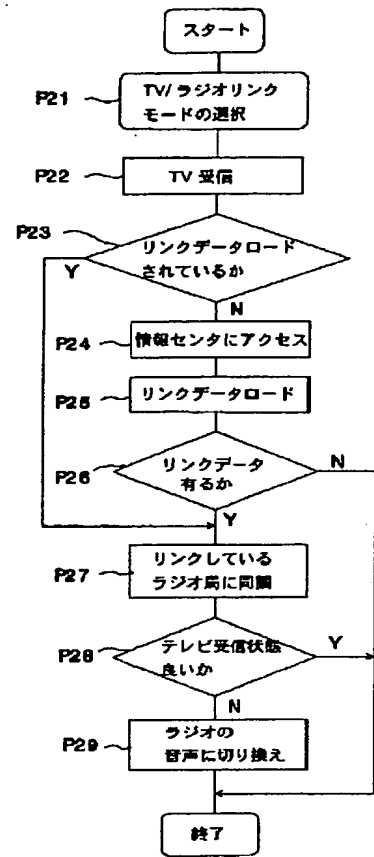 スタート
P21
TV/ラジオリンク
モードの選択
P22
TV 受信
P23
リンクデータロード
されているか
Y
N
P24
情報センタにアクセス
P25
リンクデータロード
P26
リンクデータ
有るか
N
Y
P27
リンクしている
ラジオ局に同調
P28
テレビ受信状態
良いか
Y
N
P29
ラジオの
音声に切り換え
終了